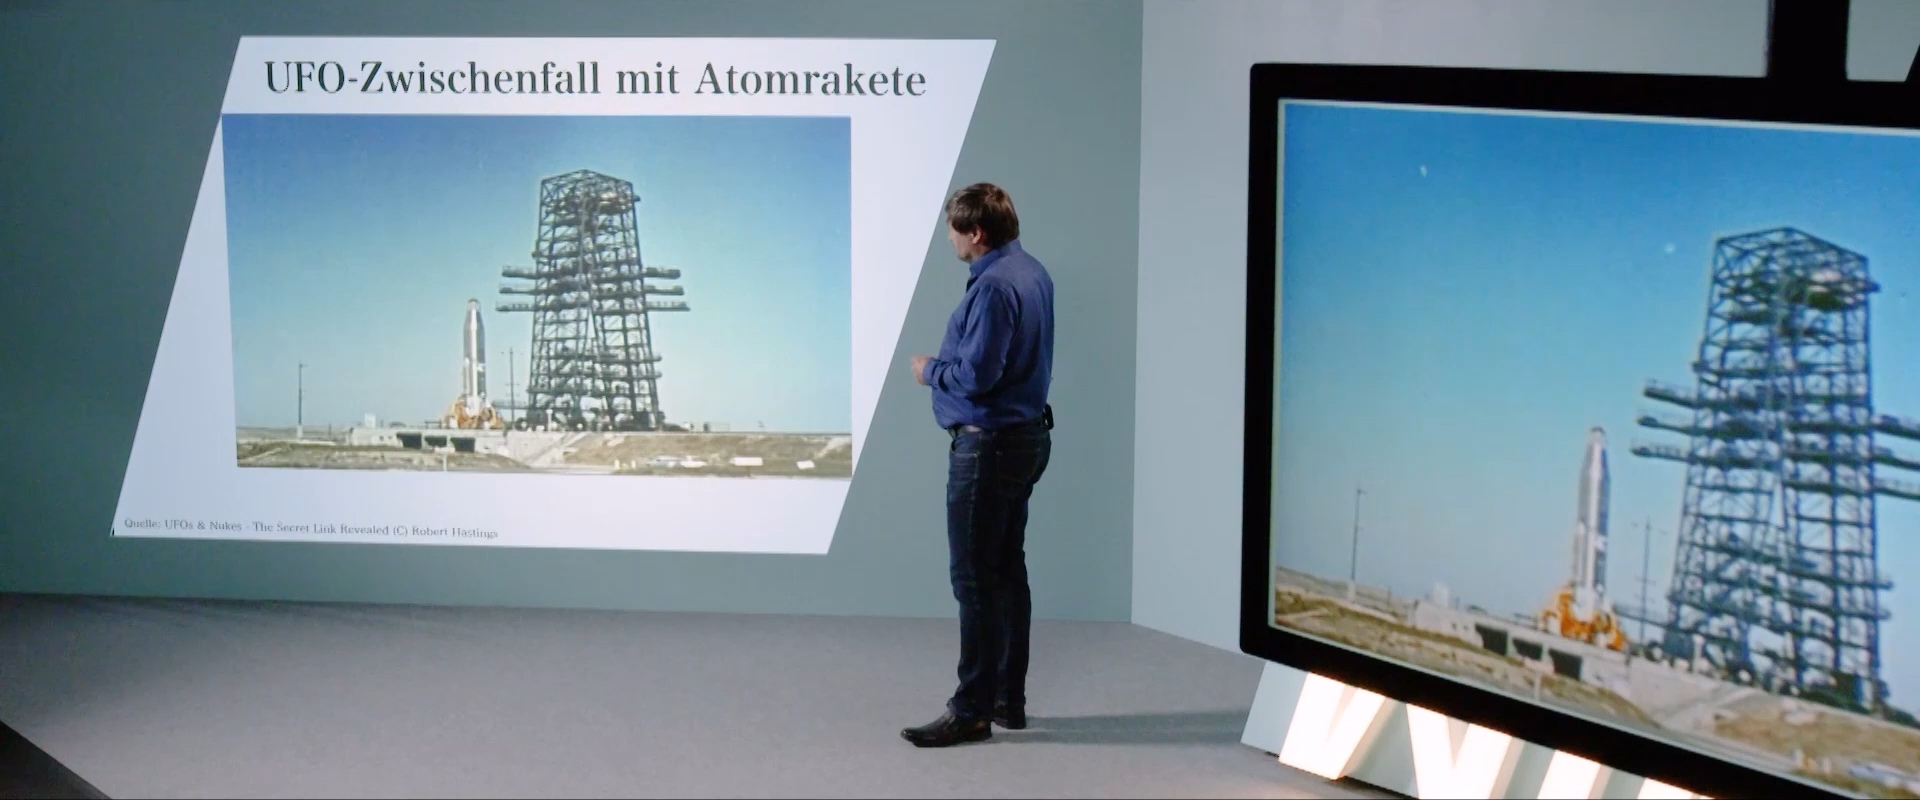 UFO-Zwischenfall mit Atomrakete
Quelle: UFOs & Nukes - The Secret Link Revealed (C) Robert Hastings